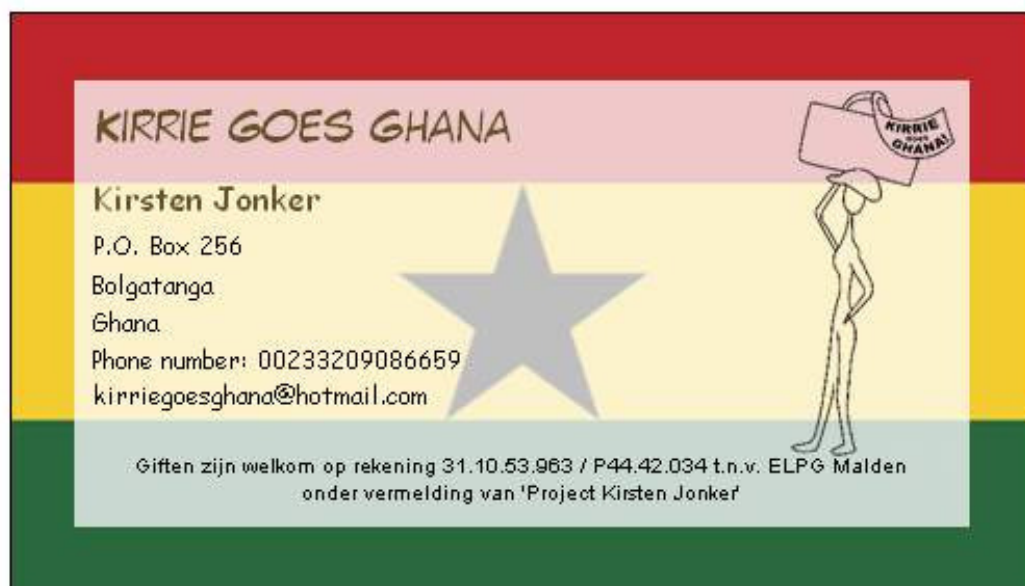 KIRRIE GOES GHANA
KIRRIE
GOES
GHANA!
Kirsten Jonker
P.O. Box 256
Bolgatanga
Ghana
Phone number: 00233209086659
kirriegoesghana@hotmail.com
Giften zijn welkom op rekening 31.10.53.963 / P44.42.034 t.n.v. ELPG Malden
onder vermelding van 'Project Kirsten Jonker'